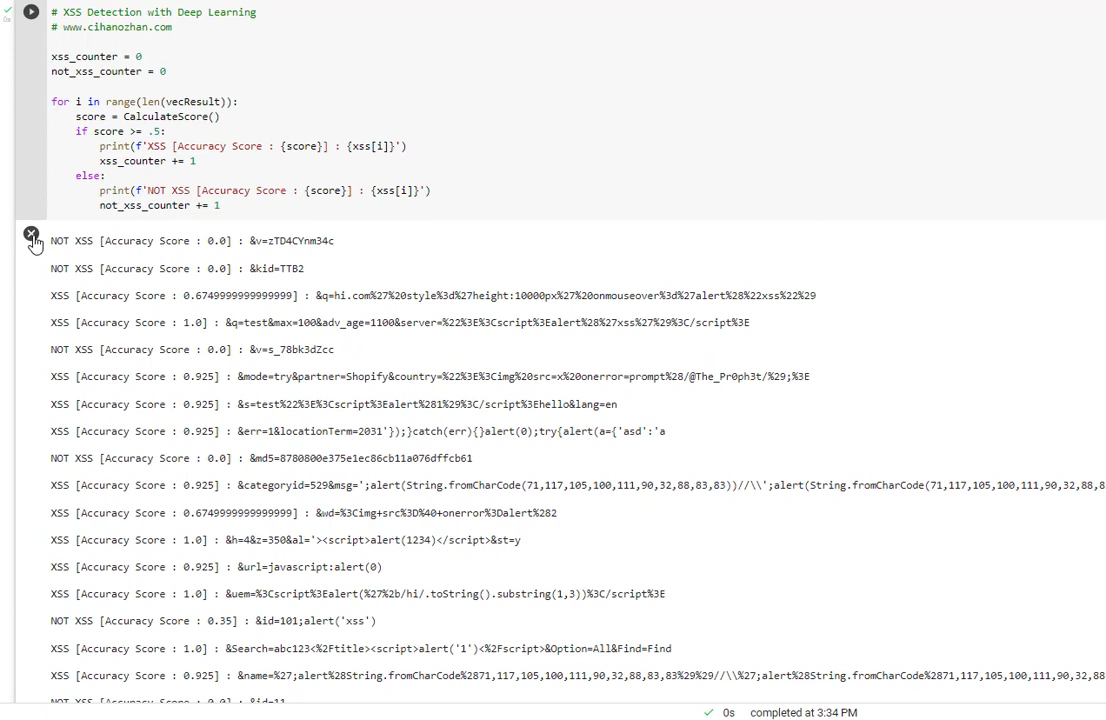 # XSS Detection with Deep Learning
# www.cihanozhan.com
xss_counter = 0
not_xss_counter = 0
for i in range(len(vecResult)):
score = CalculateScore()
if score >= .5:
print(f'XSS [Accuracy Score : {score}] : {xss[i]}')
xss_counter += 1
else:
print(f'NOT XSS [Accuracy Score : {score}] : {xss[i]}')
not_xss_counter += 1
0s
NOT XSS [Accuracy Score : 0.0] : &v=zTD4CYnm34c
NOT XSS [Accuracy Score : 0.0] : &kid=TTB2
XSS [Accuracy Score : 0.6749999999999999] : &q=hi.com%27%20style%3d%27height:10000px%27%20onmouseover%3d%27alert%28%22xss%22%29
XSS [Accuracy Score : 1.0] : &q=test&max=100&adv_age=1100&server=%22%3E%3Cscript%3Ealert%28%27xss%27%29%3C/script%3E
NOT XSS [Accuracy Score : 0.0] : &v=s_78bk3dZcc
XSS [Accuracy Score : 0.925] : &mode=try&partner=Shopify&country=%22%3E%3Cimg%20src=x%20onerror=prompt%28/@The_Pr0ph3t/%29;%3E
XSS [Accuracy Score : 0.925] : &s=test%22%3E%3Cscript%3Ealert%281%29%3C/script%3Ehello&lang=en
XSS [Accuracy Score : 0.925] : &err=1&locationTerm=2031'});}catch(err){}alert(0);try{alert(a={'asd':'a
NOT XSS [Accuracy Score : 0.0] : &md5=8780800e375e1ec86cb11a076dffcb61
XSS [Accuracy Score : 0.925] : &categoryid=529&msg=';alert(String.fromCharCode(71,117,105,100,111,90,32,88,83,83))//\\';alert(String.fromCharCode(71,117,105,100,111,90,32,88,8
XSS [Accuracy Score : 0.6749999999999999] : &wd=%3Cimg+src%3D%40+onerror%3Dalert%282
XSS [Accuracy Score : 1.0] : &h=4&z=350&al='><script>alert(1234)</script>&st=y
XSS [Accuracy Score : 0.925] : &url=javascript:alert(0)
XSS [Accuracy Score : 1.0] : &uem=%3Cscript%3Ealert(%27%2b/hi/.toString().substring(1,3))%3C/script%3E
NOT XSS [Accuracy Score : 0.35] : &id=101;alert('xss')
XSS [Accuracy Score : 1.0] : &Search=abc123<%2Ftitle><script>alert('1')<%2Fscript>&Option=All&Find=Find
XSS [Accuracy Score : 0.925] : &name=%27;alert%28String.fromCharCode%2871,117,105,100,111,90,32,88,83,83%29%29//\\%27;alert%28String.fromCharCode%2871,117,105,100,111,90,32,88
NOT XSS [Accuracy Score : 0.0] : &id=11
0s completed at 3:34 PM